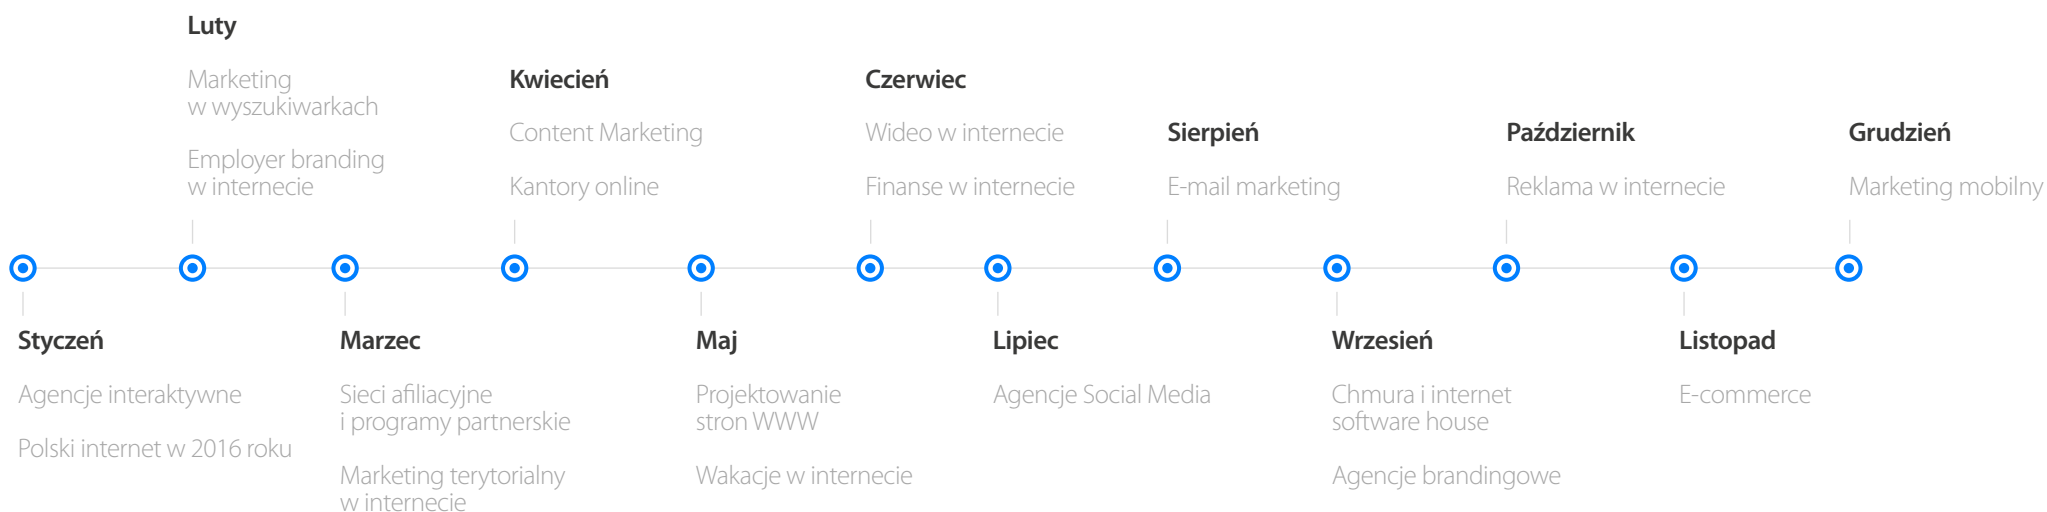 Luty
Marketing
w wyszukiwarkach
Employer branding
w internecie
Kwiecień
Content Marketing
Kantory online
Czerwiec
Wideo w internecie
Finanse w internecie
Sierpień
E-mail marketing
Październik
Reklama w internecie
Grudzień
Marketing mobilny
Styczeń
Agencje interaktywne
Polski internet w 2016 roku
Marzec
Sieci afiliacyjne
i programy partnerskie
Marketing terytorialny
w internecie
Maj
Projektowanie
stron WWW
Wakacje w internecie
Lipiec
Agencje Social Media
Wrzesień
Chmura i internet
software house
Agencje brandingowe
Listopad
E-commerce